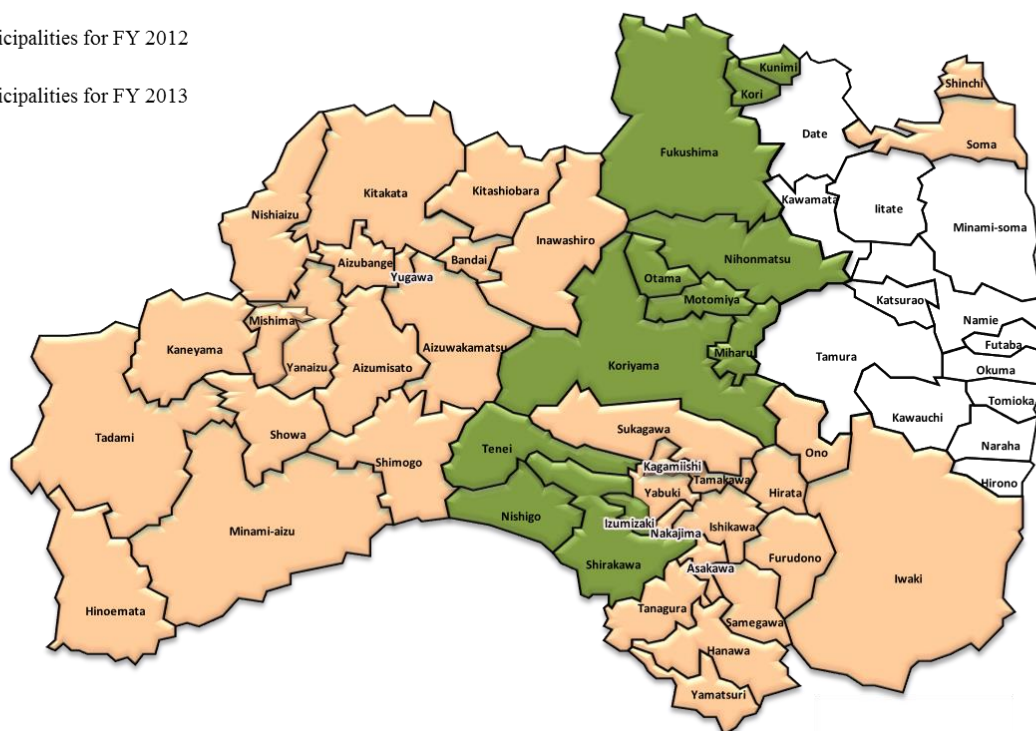 icipalities for FY 2012
icipalities for FY 2013
Kunimi
Kori
Shinchi
Soma
Date
Fukushima
Kitakata
Kitashiobara
Nishiaizu
Kawamata
Iitate
Minami-soma
Inawashiro
Aizubange
Bandai
Yugawa
Nihonmatsu
Otama
Motomiya
Katsurao
Namie
Mishima
Kaneyama
Yanaizu
Aizumisato
Aizuwakamatsu
Koriyama
Miharu
Tamura
Futaba
Okuma
Tomioka
Kawauchi
Naraha
Hirono
Tadami
Showa
Shimogo
Tenei
Sukagawa
Ono
Kagamiishi
Tamakawa
Yabuki
Hirata
Minami-aizu
Nishigo
Izumizaki
Nakajima
Ishikawa
Furudono
Iwaki
Shirakawa
Asakawa
Hinoemata
Tanagura
Samegawa
Hanawa
Yamatsuri